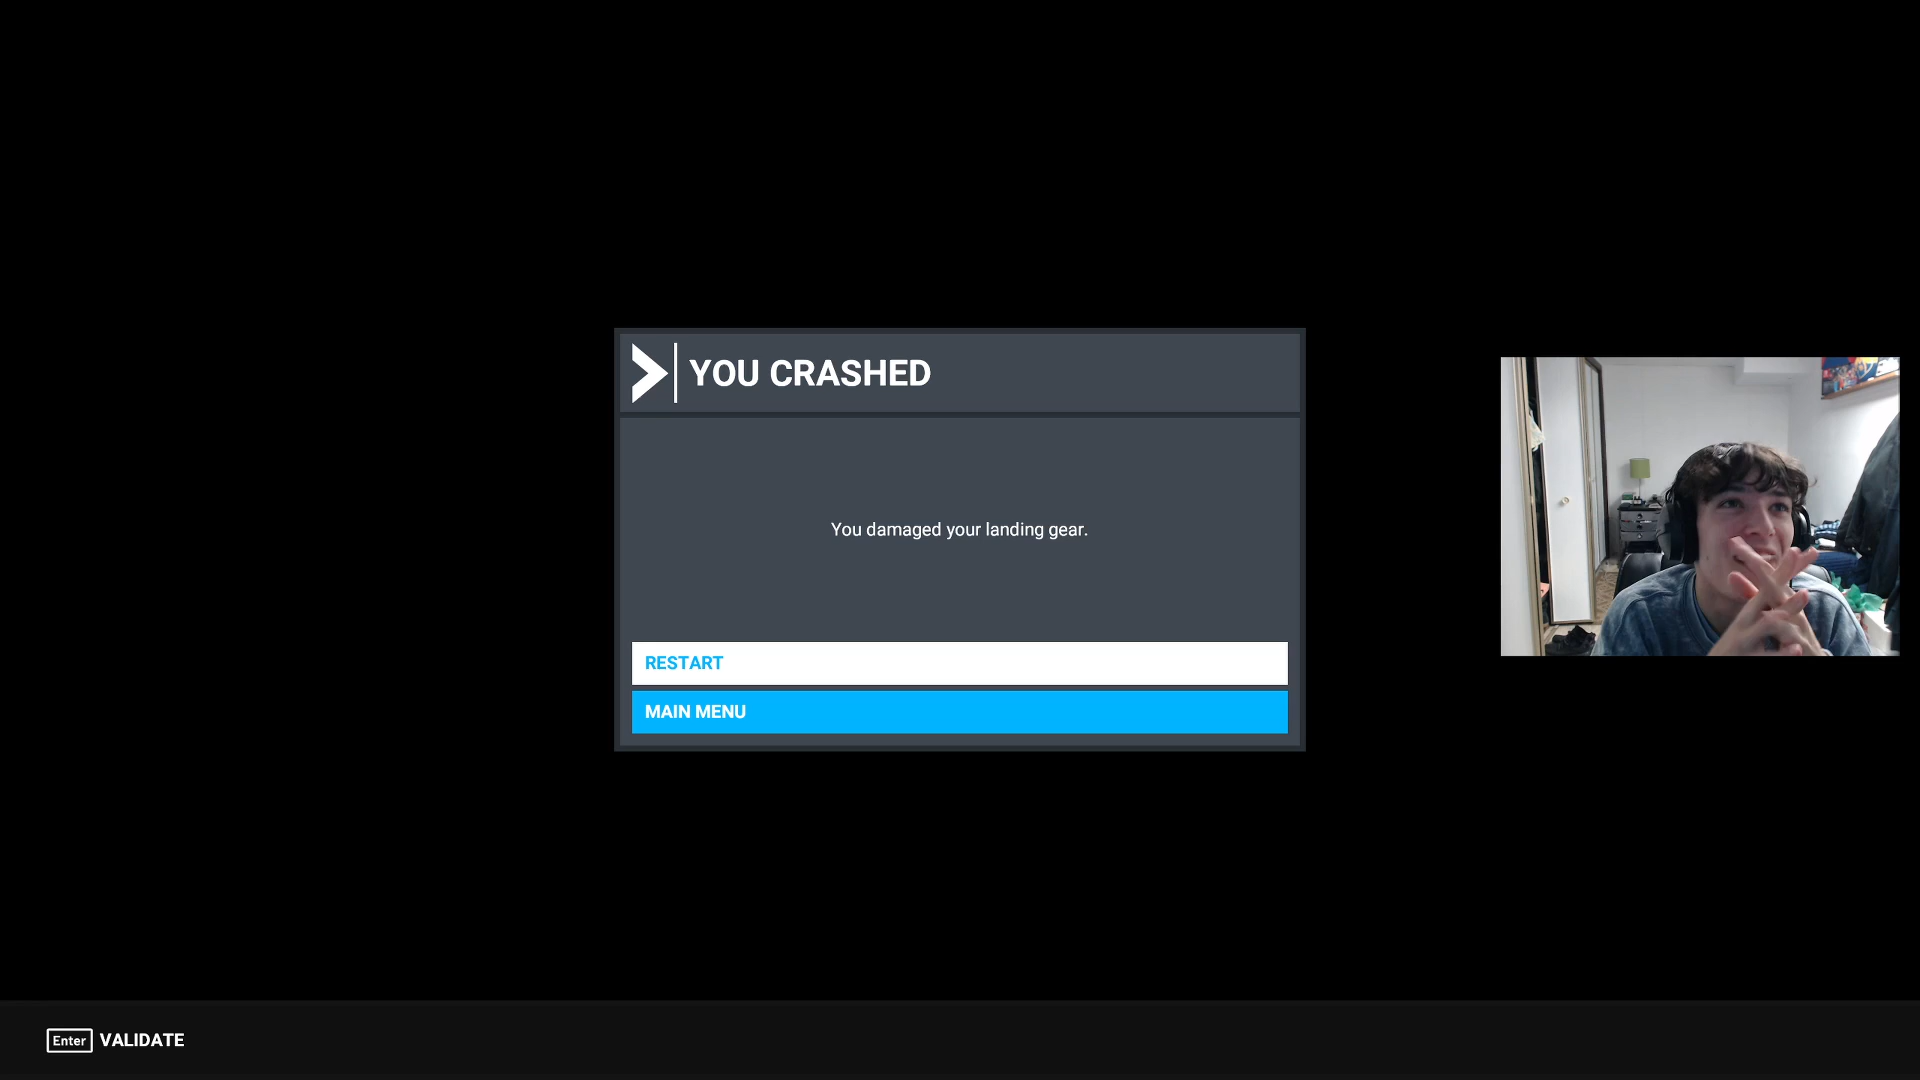 YOU CRASHED
You damaged your landing gear.
RESTART
MAIN MENU
Enter VALIDATE